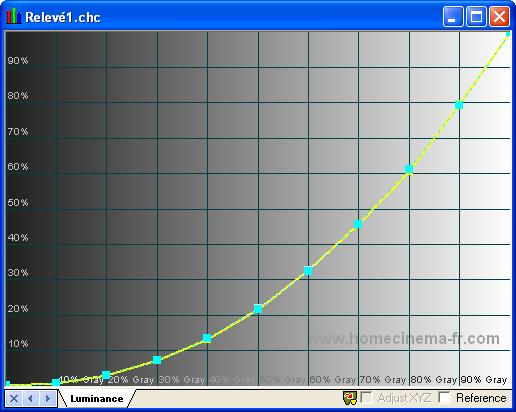 Relevé1.chc
90%
80%
70%
60%
50%
40%
30%
20%
10%
www.homecinema-fr.com
10% Gray 20% Gray 30% Gray 40% Gray 50% Gray 60% Gray 70% Gray 80% Gray 90% Gray
Luminance
Adjust XYZ
Reference